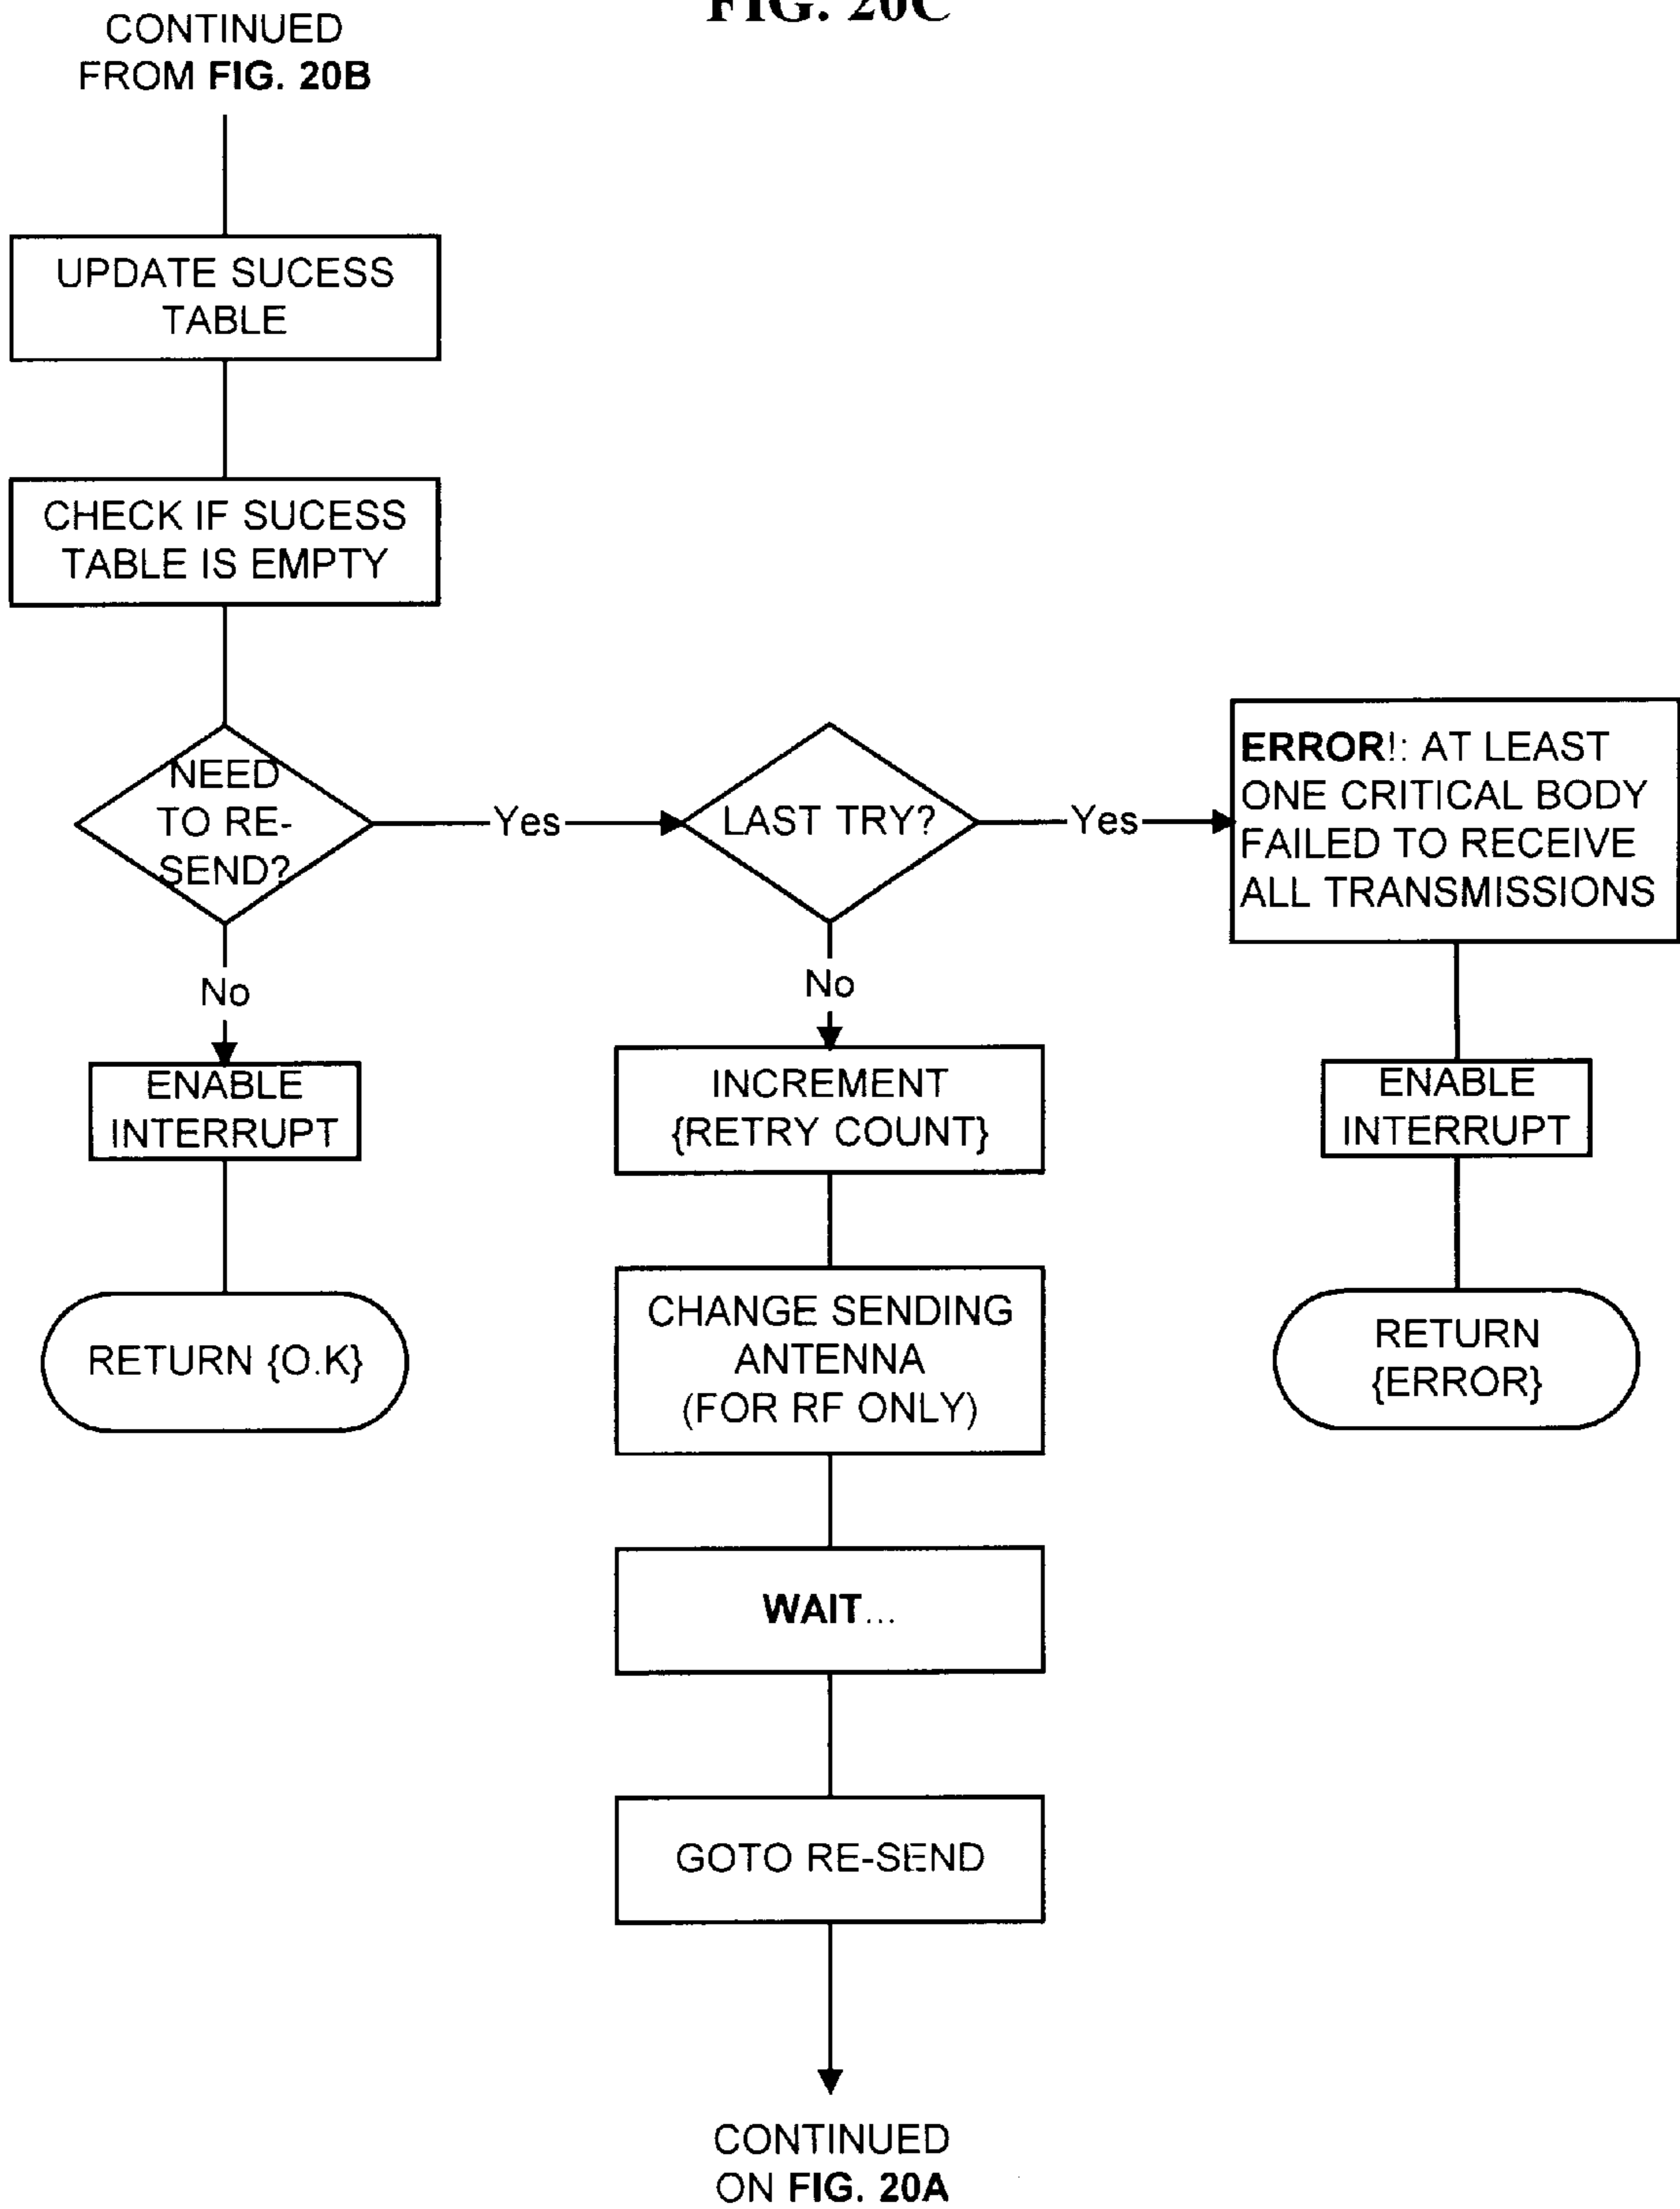 FIG. 20C
CONTINUED
FROM FIG. 20B
UPDATE SUCESS
TABLE
CHECK IF SUCESS
TABLE IS EMPTY
NEED
TO RE-
SEND?
Yes
LAST TRY?
Yes
ERROR!: AT LEAST
ONE CRITICAL BODY
FAILED TO RECEIVE
ALL TRANSMISSIONS
No
ENABLE
INTERRUPT
RETURN {O.K}
No
INCREMENT
{RETRY COUNT}
CHANGE SENDING
ANTENNA
(FOR RF ONLY)
WAIT...
GOTO RE-SEND
CONTINUED
ON FIG. 20A
ENABLE
INTERRUPT
RETURN
{ERROR}